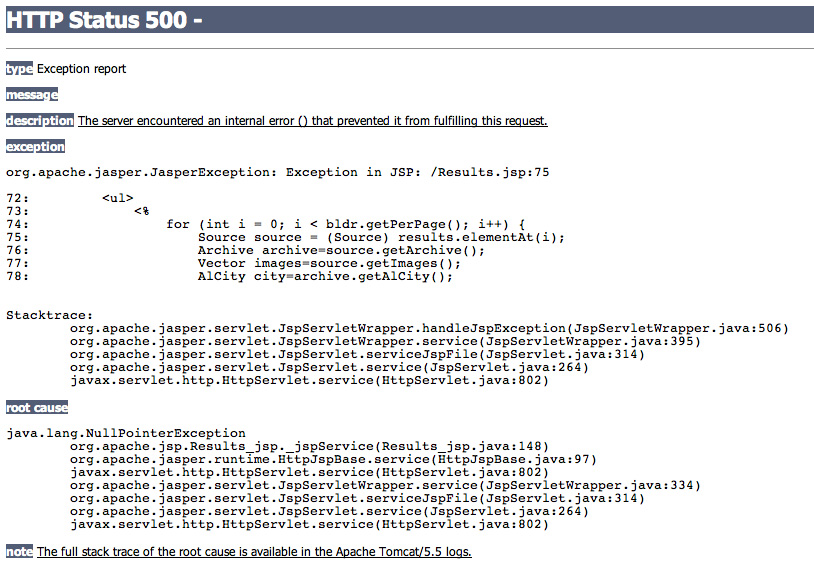 HTTP Status 500 -
type Exception report
message
description The server encountered an internal error () that prevented it from fulfilling this request.
exception
org.apache.jasper.JasperException: Exception in JSP: /Results.jsp:75
72:         <ul>
73:             <%
74:                 for (int i = 0; i < bldr.getPerPage(); i++) {
75:                     Source source = (Source) results.elementAt(i);
76:                     Archive archive=source.getArchive();
77:                     Vector images=source.getImages();
78:                     AlCity city=archive.getAlCity();
Stacktrace:
        org.apache.jasper.servlet.JspServletWrapper.handleJspException(JspServletWrapper.java:506)
        org.apache.jasper.servlet.JspServletWrapper.service(JspServletWrapper.java:395)
        org.apache.jasper.servlet.JspServlet.serviceJspFile(JspServlet.java:314)
        org.apache.jasper.servlet.JspServlet.service(JspServlet.java:264)
        javax.servlet.http.HttpServlet.service(HttpServlet.java:802)
root cause
java.lang.NullPointerException
        org.apache.jsp.Results_jsp._jspService(Results_jsp.java:148)
        org.apache.jasper.runtime.HttpJspBase.service(HttpJspBase.java:97)
        javax.servlet.http.HttpServlet.service(HttpServlet.java:802)
        org.apache.jasper.servlet.JspServletWrapper.service(JspServletWrapper.java:334)
        org.apache.jasper.servlet.JspServlet.serviceJspFile(JspServlet.java:314)
        org.apache.jasper.servlet.JspServlet.service(JspServlet.java:264)
        javax.servlet.http.HttpServlet.service(HttpServlet.java:802)
note The full stack trace of the root cause is available in the Apache Tomcat/5.5 logs.